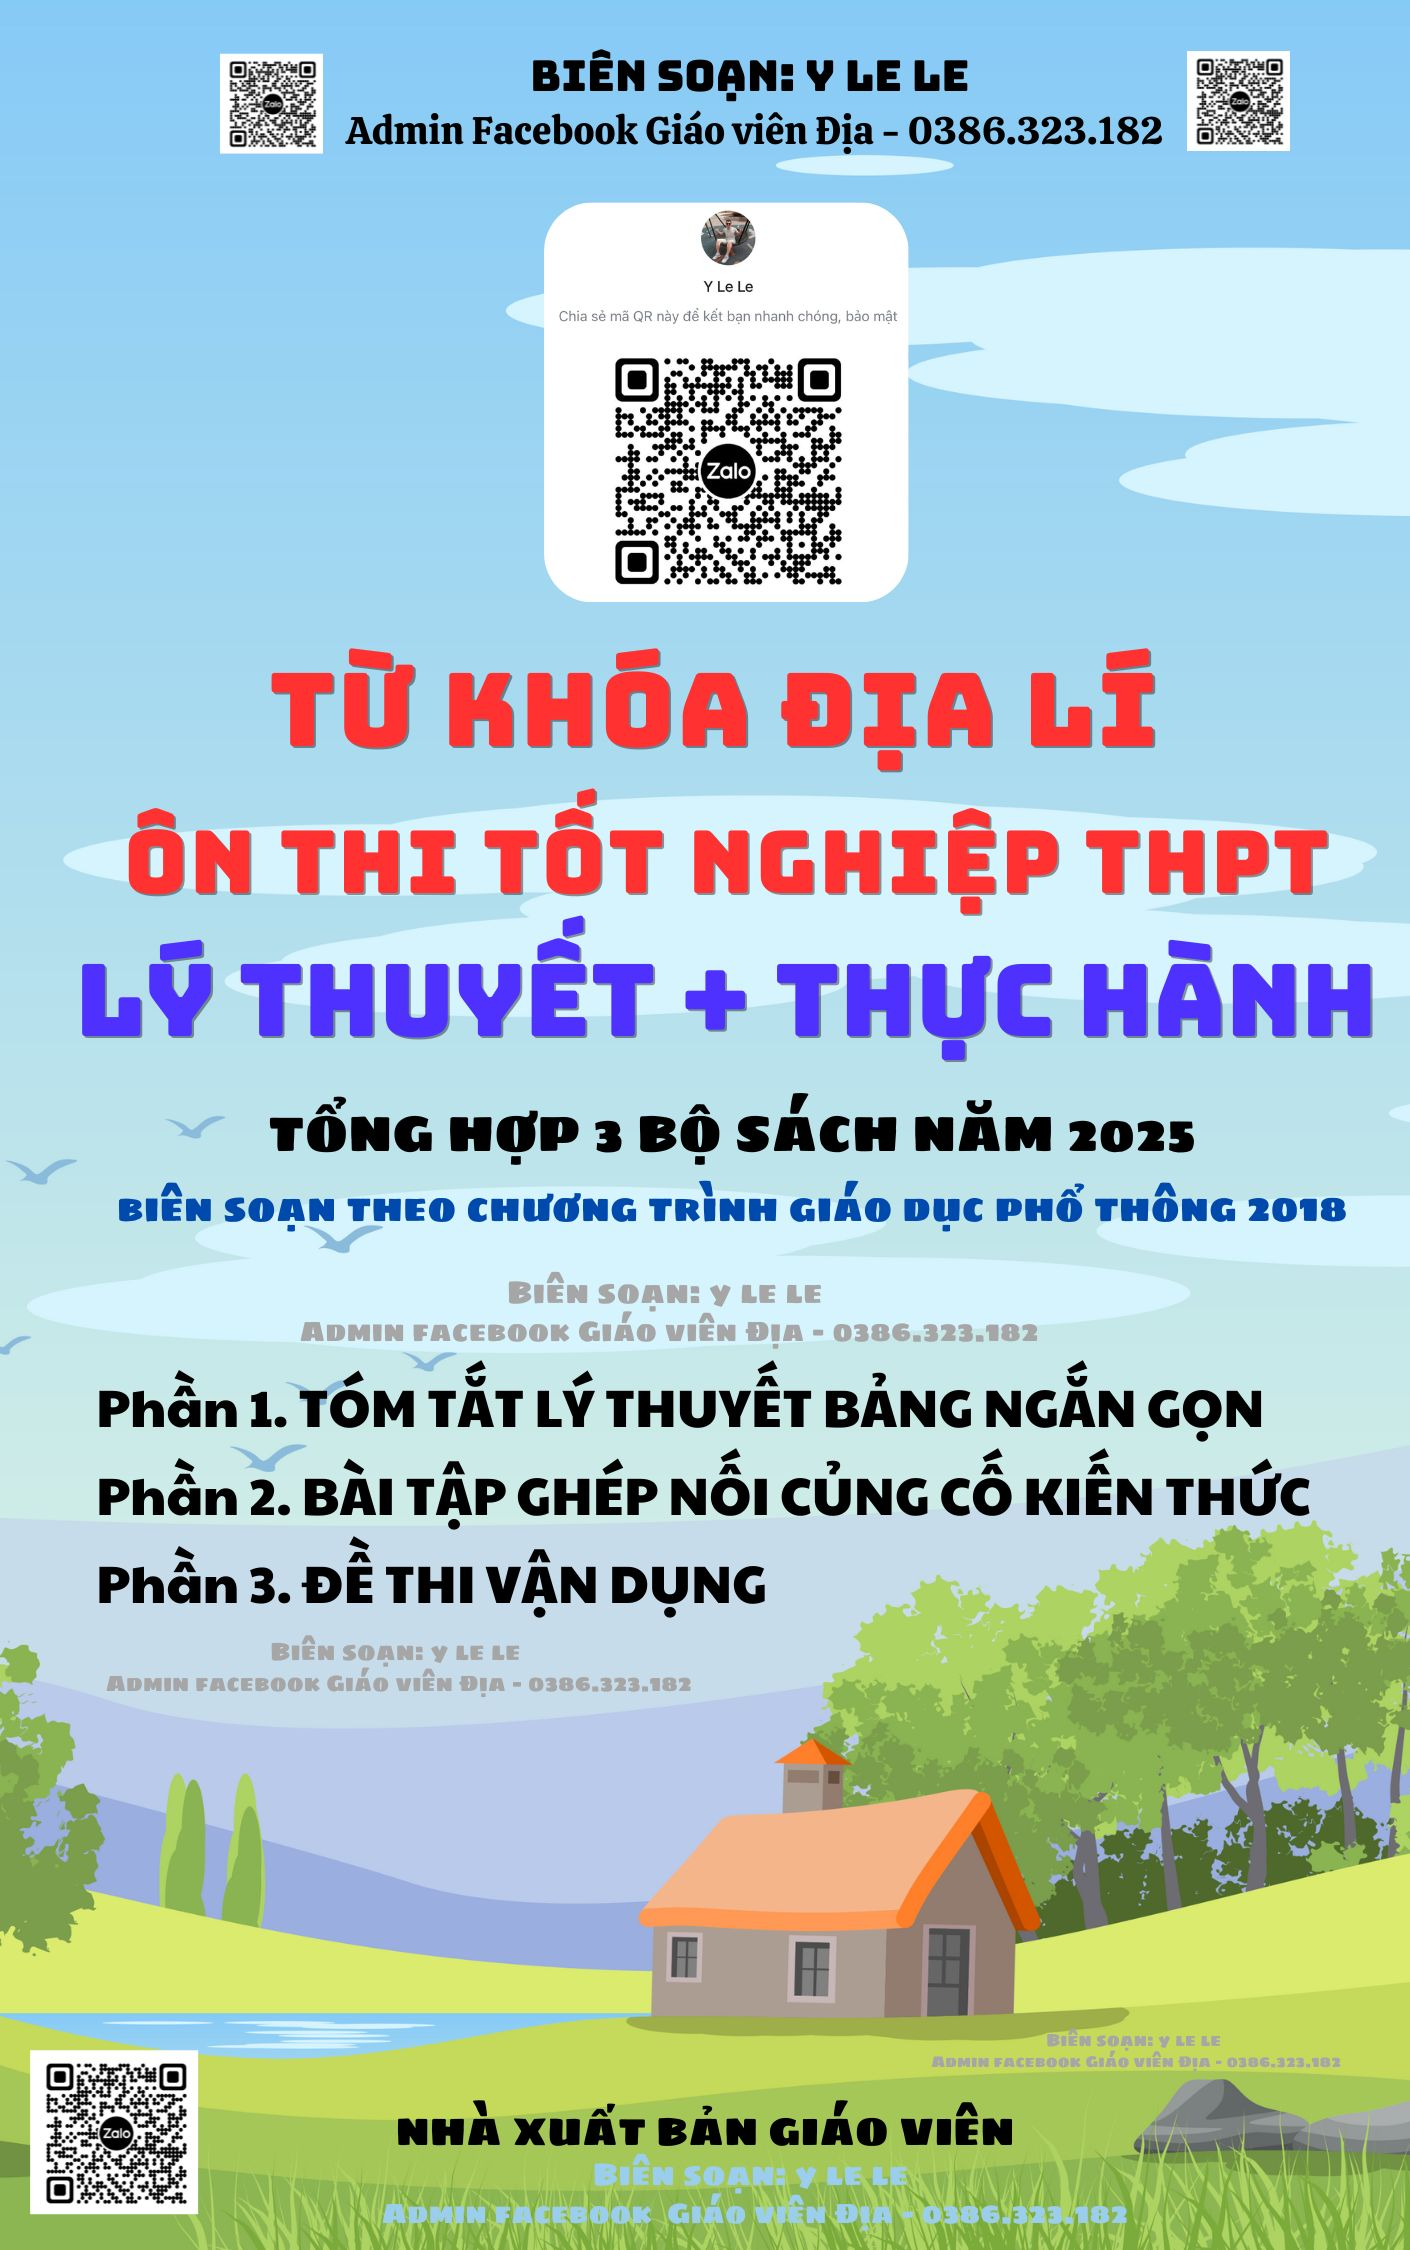 BIÊN SOẠN: Y LE LE
Admin Facebook Giáo viên Địa - 0386.323.182
Zalo
Zalo
Y Le Le
Chia sẻ mã QR này để kết bạn nhanh chóng, bảo mật
Zalo
TỪ KHÓA ĐỊA LÍ
ÔN THI TỐT NGHIỆP THPT
LÝ THUYẾT + THỰC HÀNH
TỔNG HỢP 3 BỘ SÁCH NĂM 2025
BIÊN SOẠN THEO CHƯƠNG TRÌNH GIÁO DỤC PHỔ THÔNG 2018
BIÊN SOẠN: Y LE LE
ADMIN FACEBOOK GIÁO VIÊN ĐỊA - 0386.323.182
Phần 1. TÓM TẮT LÝ THUYẾT BẢNG NGẮN GỌN
Phần 2. BÀI TẬP GHÉP NỐI CỦNG CỐ KIẾN THỨC
Phần 3. ĐỀ THI VẬN DỤNG
BIÊN SOẠN: Y LE LE
ADMIN FACEBOOK GIÁO VIÊN ĐỊA - 0386.323.182
BIÊN SOẠN: Y LE LE
ADMIN FACEBOOK GIÁO VIÊN ĐỊA - 0386.323.182
Zalo
NHÀ XUẤT BẢN GIÁO VIÊN
BIÊN SOẠN: Y LE LE
ADMIN FACEBOOK GIÁO VIÊN ĐỊA - 0386.323.182